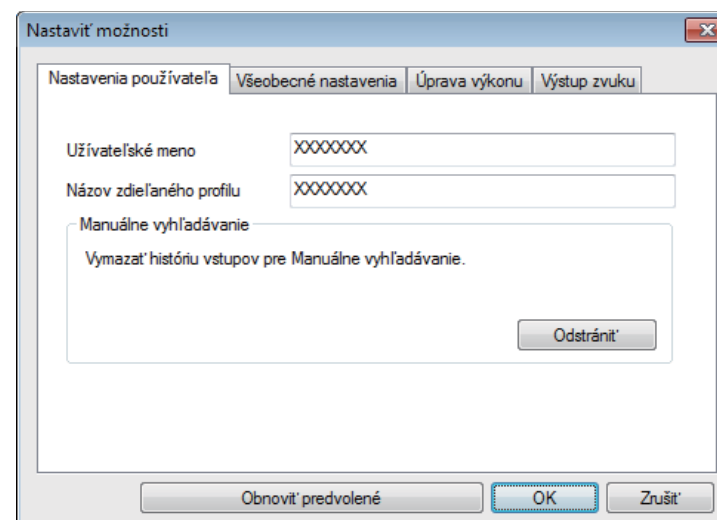 Nastaviť možnosti
Nastavenia používateľa Všeobecné nastavenia Úprava výkonu Výstup zvuku
Užívateľské meno XXXXXXX
Názov zdieľaného profilu XXXXXXX
Manuálne vyhľadávanie
Vymazať históriu vstupov pre Manuálne vyhľadávanie.
Odstrániť
Obnoviť predvolené OK Zrušiť